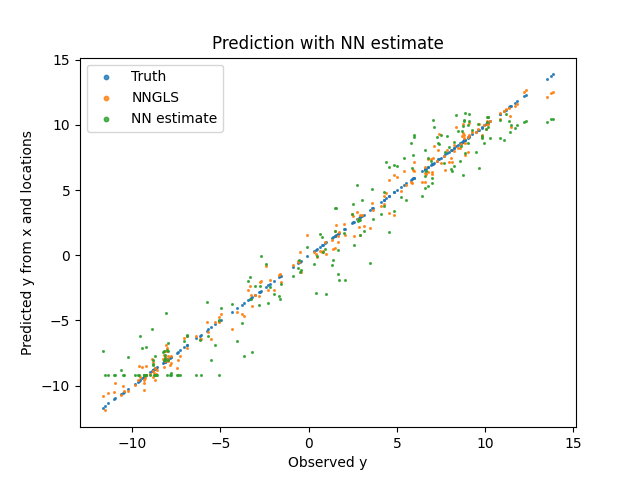 Prediction with NN estimate
Truth
NNGLS
NN estimate
15
10
5
0
−5
−10
Predicted y from x and locations
−10 −5 0 5 10 15
Observed y